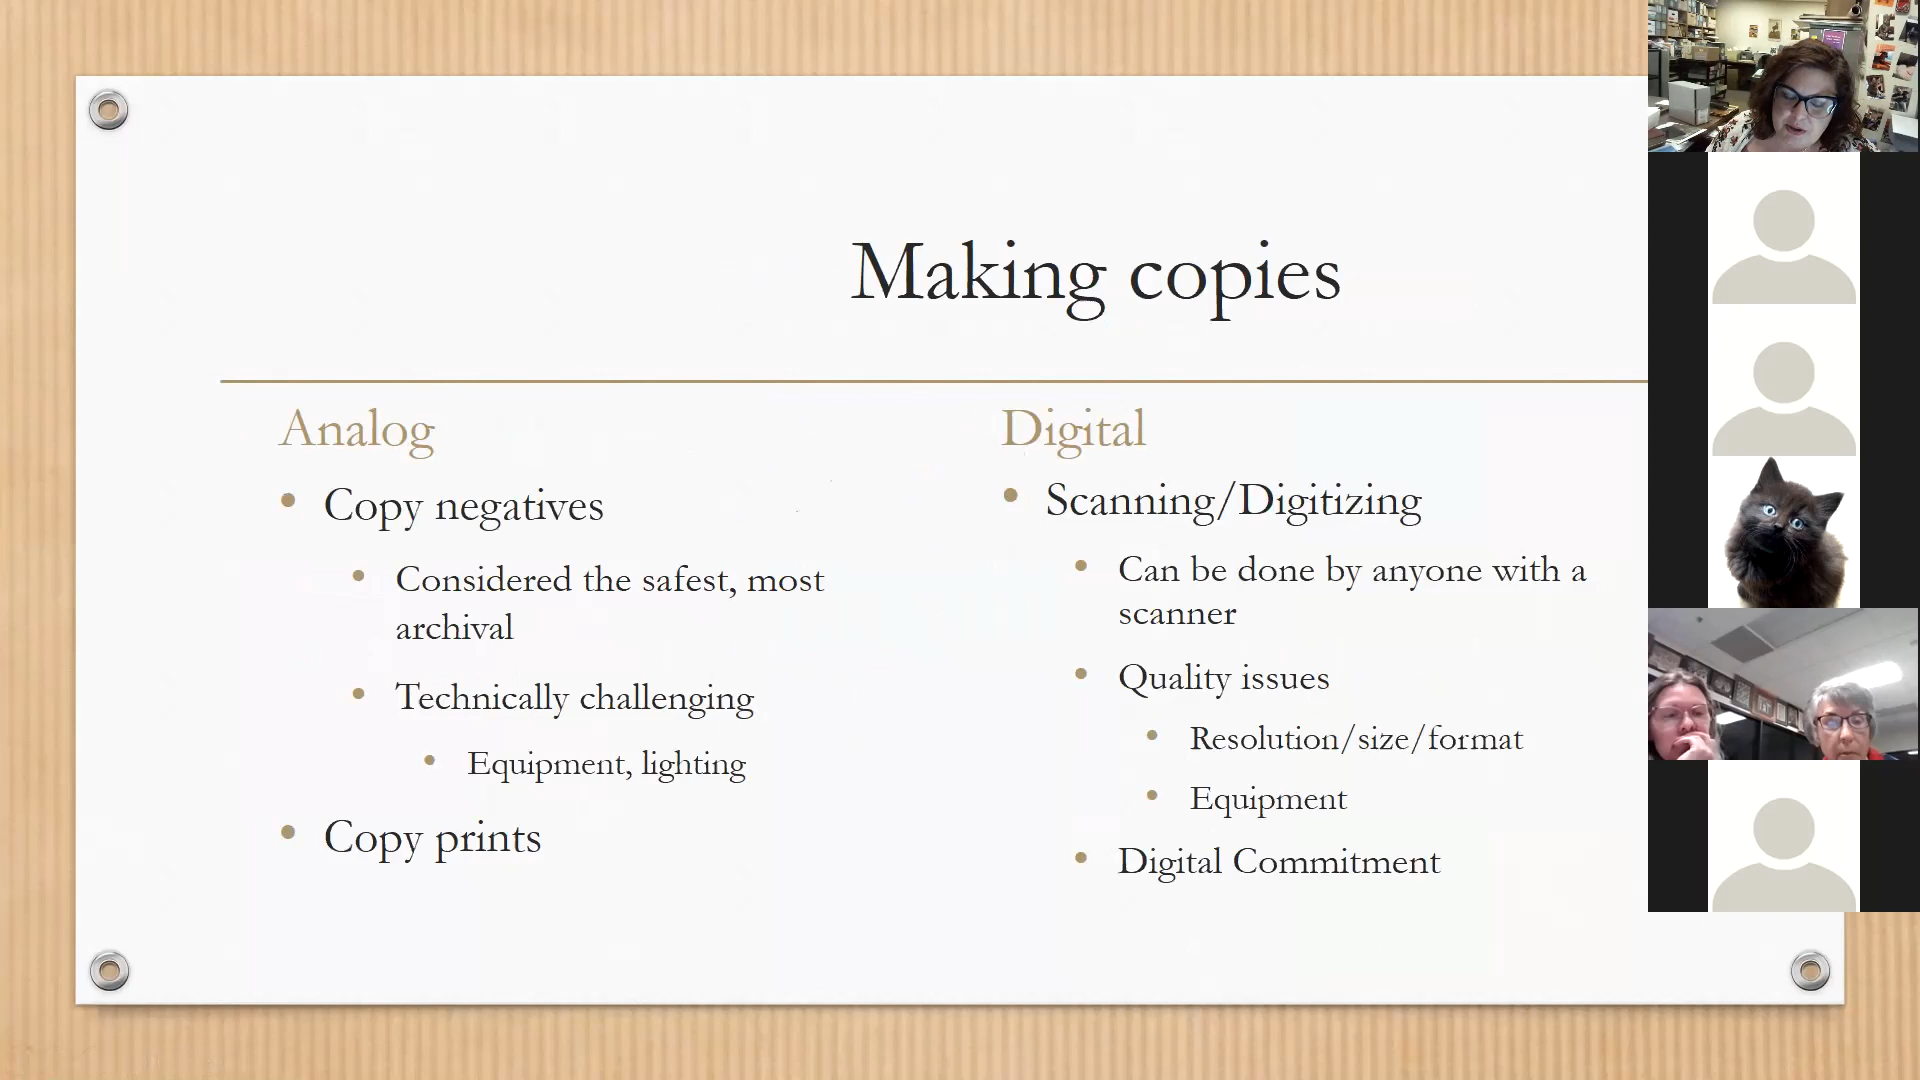 Making copies
Analog
Copy negatives
Considered the safest, most
archival
Technically challenging
Equipment, lighting
Copy prints
Digital
Scanning/Digitizing
Can be done by anyone with a
scanner
Quality issues
Resolution/size/format
Equipment
Digital Commitment